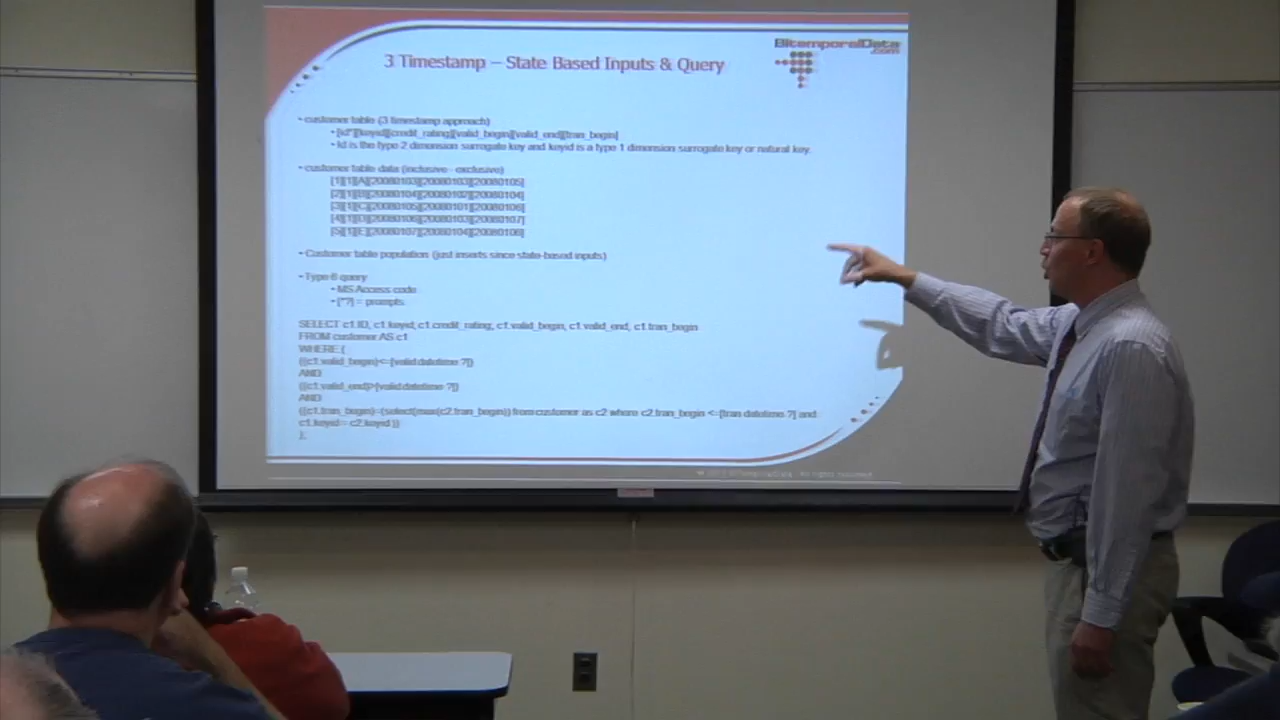 BitemporalData
.com
3 Timestamp – State Based Inputs & Query
• customer table (3 timestamp approach)
• [id*][keyid][credit_rating][valid_begin][valid_end][tran_begin]
• Id is the type 2 dimension surrogate key and keyid is a type 1 dimension surrogate key or natural key.
• customer table data (inclusive - exclusive)
[1][1][A][20080103][20080103][20080105]
[2][1][B][20080104][20080102][20080104]
[3][1][C][20080105][20080101][20080106]
[4][1][D][20080106][20080103][20080107]
[5][1][E][20080107][20080104][20080108]
• Customer table population (just inserts since state-based inputs)
• Type-6 query
• MS Access code
• [*?] = prompts.
SELECT c1.ID, c1.keyid, c1.credit_rating, c1.valid_begin, c1.valid_end, c1.tran_begin
FROM customer AS c1
WHERE (
((c1.valid_begin)<=[valid datetime ?])
AND
((c1.valid_end)>[valid datetime ?])
AND
((c1.tran_begin)=(select(max(c2.tran_begin)) from customer as c2 where c2.tran_begin <=[tran datetime ?] and
c1.keyid = c2.keyid ))
);
All rights reserved